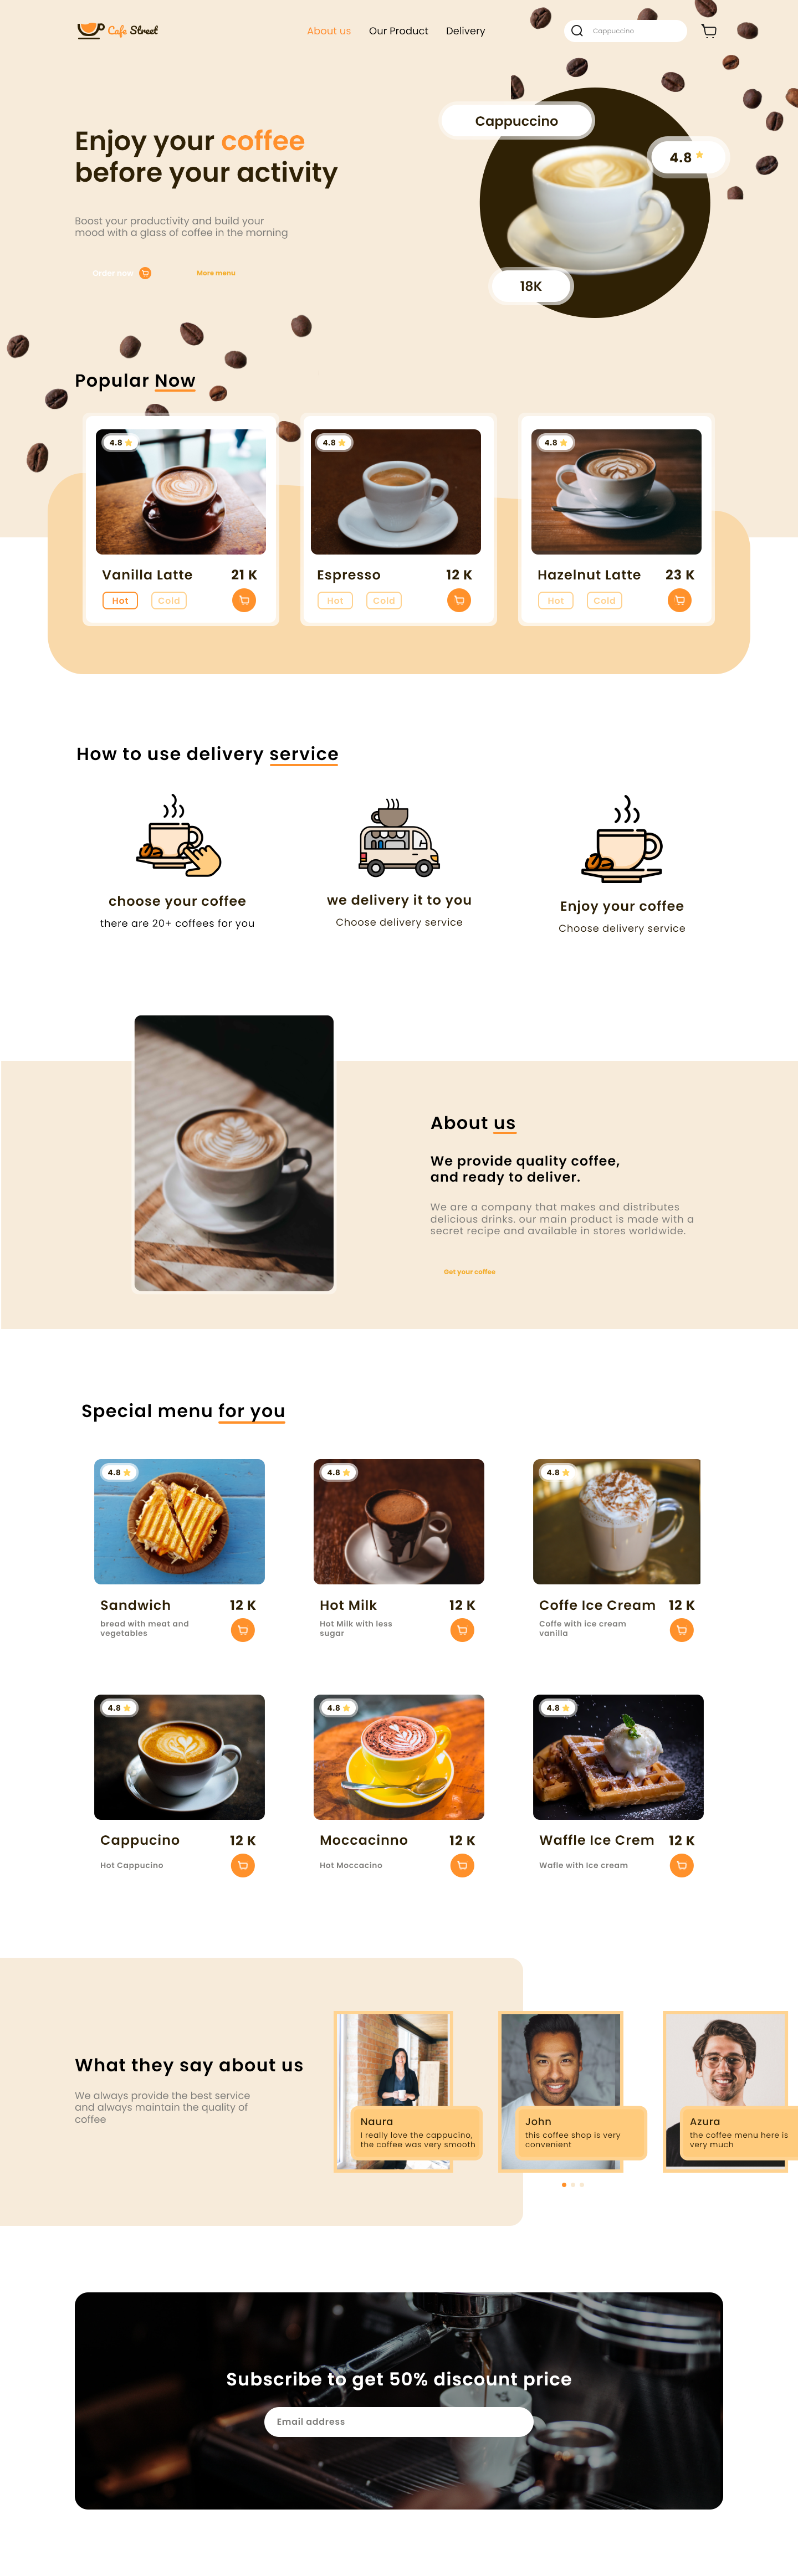 Cafe Street
About us
Our Product
Delivery
Cappuccino
Enjoy your coffee
before your activity
Cappuccino
4.8
Boost your productivity and build your
mood with a glass of coffee in the morning
Order now
More menu
18K
Popular Now
4.8
Vanilla Latte
21 K
Hot
Cold
4.8
Espresso
12 K
Hot
Cold
4.8
Hazelnut Latte
23 K
Hot
Cold
How to use delivery service
choose your coffee
there are 20+ coffees for you
we delivery it to you
Choose delivery service
Enjoy your coffee
Choose delivery service
About us
We provide quality coffee,
and ready to deliver.
We are a company that makes and distributes
delicious drinks. our main product is made with a
secret recipe and available in stores worldwide.
Get your coffee
Special menu for you
4.8
Sandwich
12 K
bread with meat and
vegetables
4.8
Hot Milk
12 K
Hot Milk with less
sugar
4.8
Coffe Ice Cream
12 K
Coffe with ice cream
vanilla
4.8
Cappucino
12 K
Hot Cappucino
4.8
Moccacinno
12 K
Hot Moccacino
4.8
Waffle Ice Crem
12 K
Wafle with Ice cream
What they say about us
We always provide the best service
and always maintain the quality of
coffee
Naura
I really love the cappucino,
the coffee was very smooth
John
this coffee shop is very
convenient
Azura
the coffee menu here is
very much
Subscribe to get 50% discount price
Email address